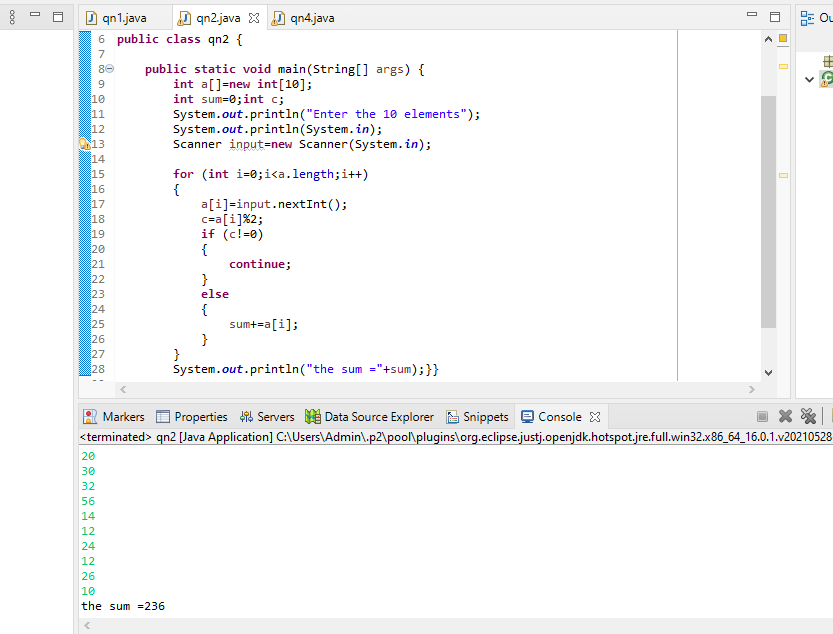 qn1.java qn2.java qn4.java Ou
6 public class qn2 {
7
8 public static void main(String[] args) {
9 int a[]=new int[10];
10 int sum=0;int c;
11 System.out.println("Enter the 10 elements");
12 System.out.println(System.in);
13 Scanner input=new Scanner(System.in);
14
15 for (int i=0;i<a.length;i++)
16 {
17 a[i]=input.nextInt();
18 c=a[i]%2;
19 if (c!=0)
20 {
21 continue;
22 }
23 else
24 {
25 sum+=a[i];
26 }
27 }
28 System.out.println("the sum ="+sum);}}
Markers Properties Servers Data Source Explorer Snippets Console
<terminated> qn2 [Java Application] C:\Users\Admin\.p2\pool\plugins\org.eclipse.justj.openjdk.hotspot.jre.full.win32.x86_64_16.0.1.v20210528
20
30
32
56
14
12
24
12
26
10
the sum =236